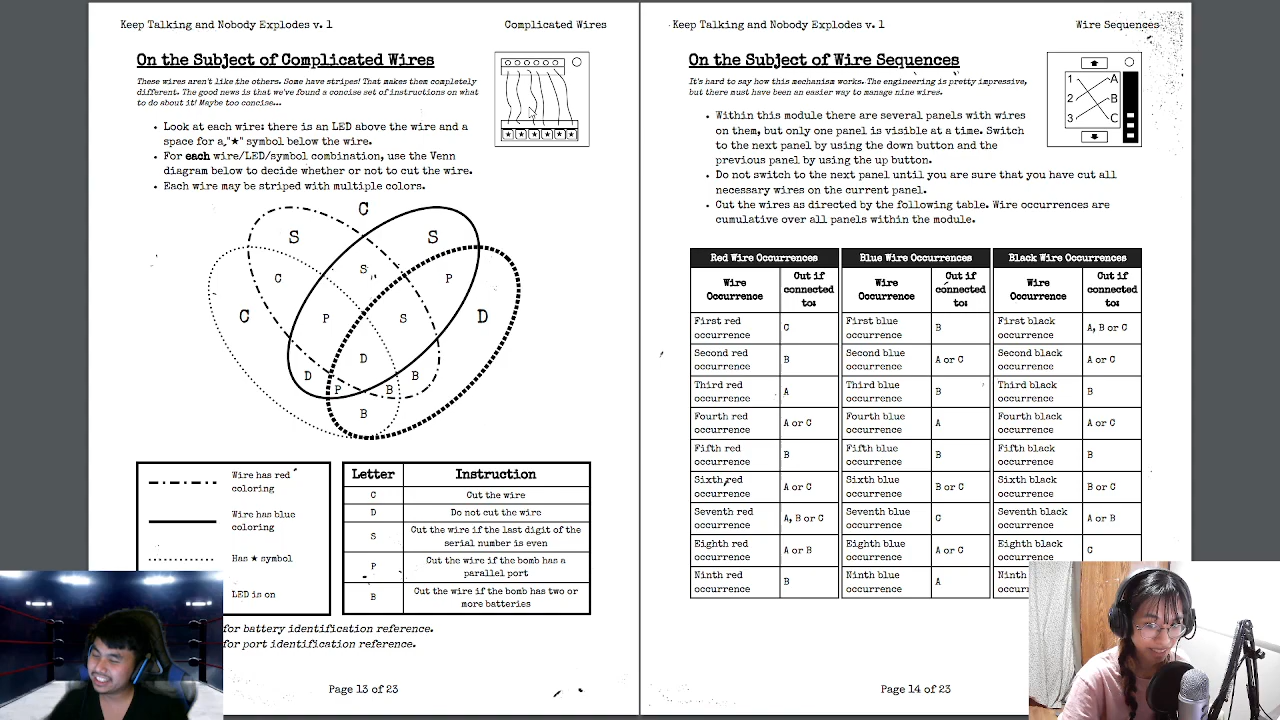 Keep Talking and Nobody Explodes v. 1
Complicated Wires
On the Subject of Complicated Wires
These wires aren't like the others. Some have stripes! That makes them completely
different. The good news is that we've found a concise set of instructions on what
to do about it! Maybe too concise...
• Look at each wire: there is an LED above the wire and a
space for a "★" symbol below the wire.
• For each wire/LED/symbol combination, use the Venn
diagram below to decide whether or not to cut the wire.
• Each wire may be striped with multiple colors.
C
S S
S
C P
C P S D
D
D B
P B
B
Wire has red
coloring
Wire has blue
coloring
Has ★ symbol
LED is on
Letter Instruction
C Cut the wire
D Do not cut the wire
S Cut the wire if the last digit of the
serial number is even
P Cut the wire if the bomb has a
parallel port
B Cut the wire if the bomb has two or
more batteries
for battery identification reference.
for port identification reference.
Page 13 of 23
Keep Talking and Nobody Explodes v. 1
Wire Sequences
On the Subject of Wire Sequences
It's hard to say how this mechanism works. The engineering is pretty impressive,
but there must have been an easier way to manage nine wires.
1 A
2 B
3 C
• Within this module there are several panels with wires
on them, but only one panel is visible at a time. Switch
to the next panel by using the down button and the
previous panel by using the up button.
• Do not switch to the next panel until you are sure that you have cut all
necessary wires on the current panel.
• Cut the wires as directed by the following table. Wire occurrences are
cumulative over all panels within the module.
Red Wire Occurrences
Wire Occurrence Cut if connected to:
First red occurrence C
Second red occurrence B
Third red occurrence A
Fourth red occurrence A or C
Fifth red occurrence B
Sixth red occurrence A or C
Seventh red occurrence A, B or C
Eighth red occurrence A or B
Ninth red occurrence B
Blue Wire Occurrences
Wire Occurrence Cut if connected to:
First blue occurrence B
Second blue occurrence A or C
Third blue occurrence B
Fourth blue occurrence A
Fifth blue occurrence B
Sixth blue occurrence B or C
Seventh blue occurrence C
Eighth blue occurrence A or C
Ninth blue occurrence A
Black Wire Occurrences
Wire Occurrence Cut if connected to:
First black occurrence A, B or C
Second black occurrence A or C
Third black occurrence B
Fourth black occurrence A or C
Fifth black occurrence B
Sixth black occurrence B or C
Seventh black occurrence A or B
Eighth black occurrence C
Ninth
Page 14 of 23